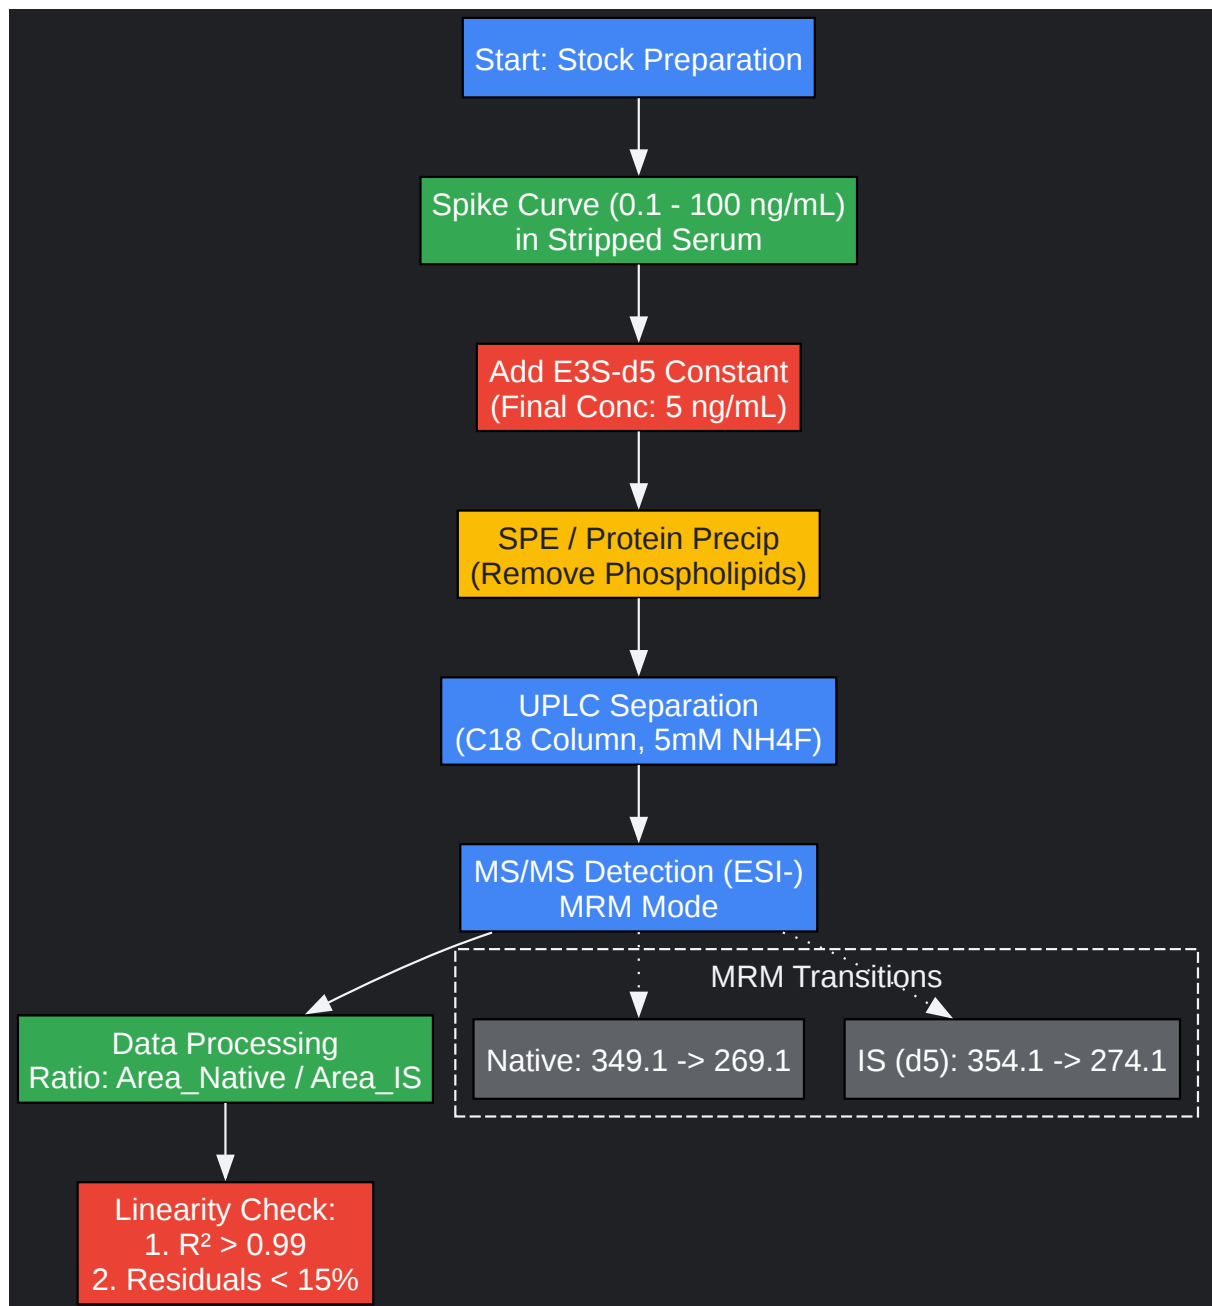 Start: Stock Preparation
Spike Curve (0.1 - 100 ng/mL)
in Stripped Serum
Add E3S-d5 Constant
(Final Conc: 5 ng/mL)
SPE / Protein Precip
(Remove Phospholipids)
UPLC Separation
(C18 Column, 5mM NH4F)
MS/MS Detection (ESI-)
MRM Mode
MRM Transitions
Native: 349.1 -> 269.1
IS (d5): 354.1 -> 274.1
Data Processing
Ratio: Area_Native / Area_IS
Linearity Check:
1. R² > 0.99
2. Residuals < 15%